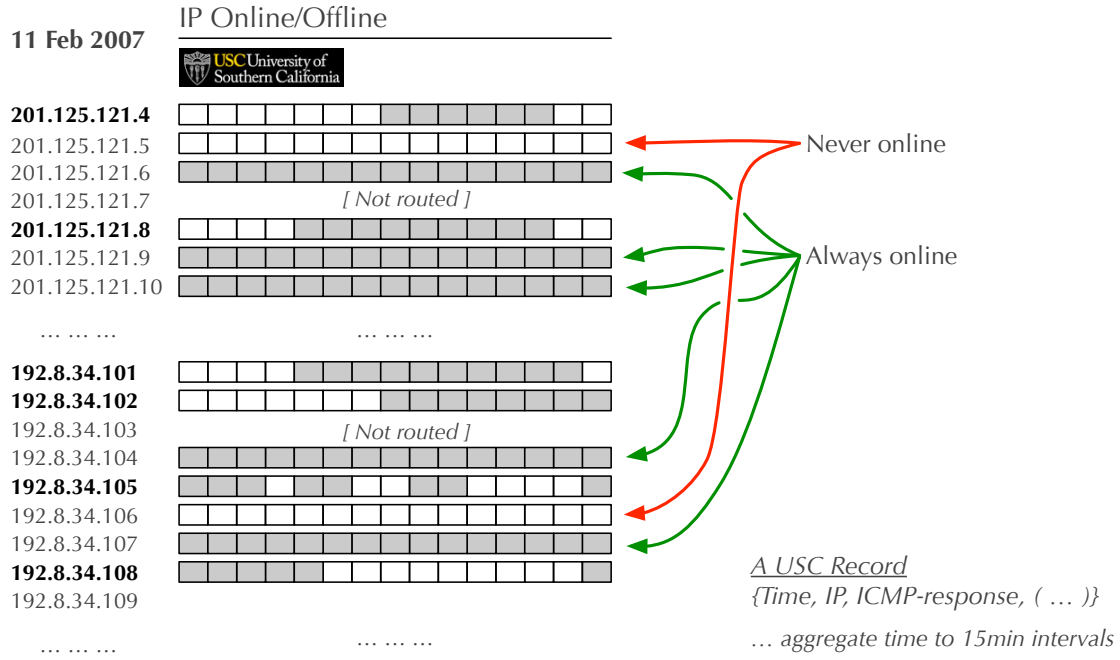 IP Online/Offline
11 Feb 2007
USC University of
Southern California
201.125.121.4
201.125.121.5
Never online
201.125.121.6
201.125.121.7
[ Not routed ]
201.125.121.8
201.125.121.9
Always online
201.125.121.10
... ... ...
... ... ...
192.8.34.101
192.8.34.102
192.8.34.103
[ Not routed ]
192.8.34.104
192.8.34.105
192.8.34.106
192.8.34.107
192.8.34.108
192.8.34.109
A USC Record
{Time, IP, ICMP-response, ( ... )}
... aggregate time to 15min intervals
... ... ...
... ... ...